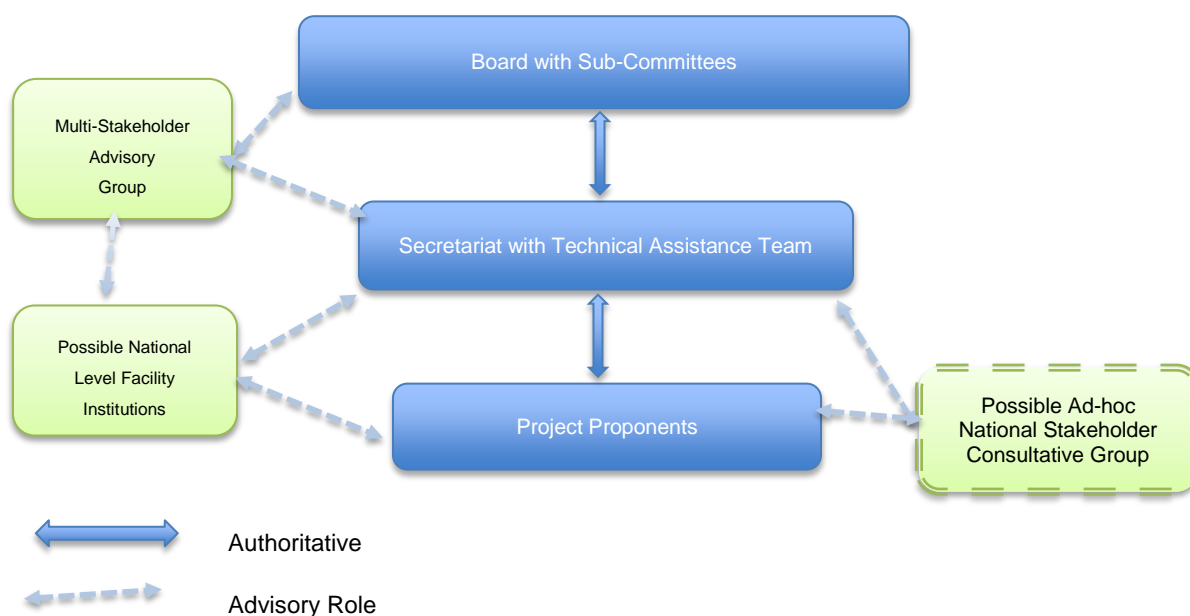 Board with Sub-Committees
Multi-Stakeholder
Advisory
Group
Secretariat with Technical Assistance Team
Possible National
Level Facility
Institutions
Project Proponents
Possible Ad-hoc
National Stakeholder
Consultative Group
Authoritative
Advisory Role